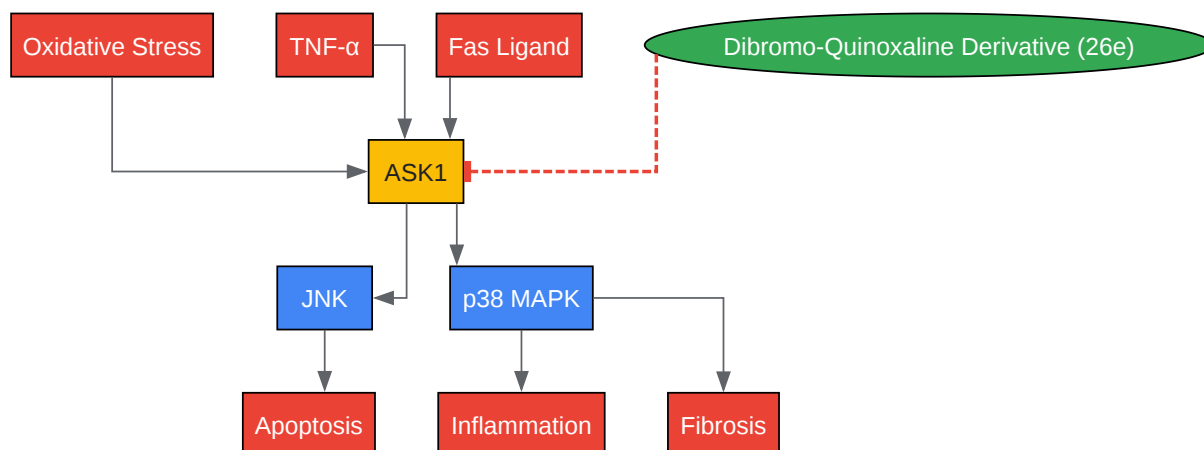 Oxidative Stress
TNF-α
Fas Ligand
Dibromo-Quinoxaline Derivative (26e)
ASK1
JNK
p38 MAPK
Apoptosis
Inflammation
Fibrosis